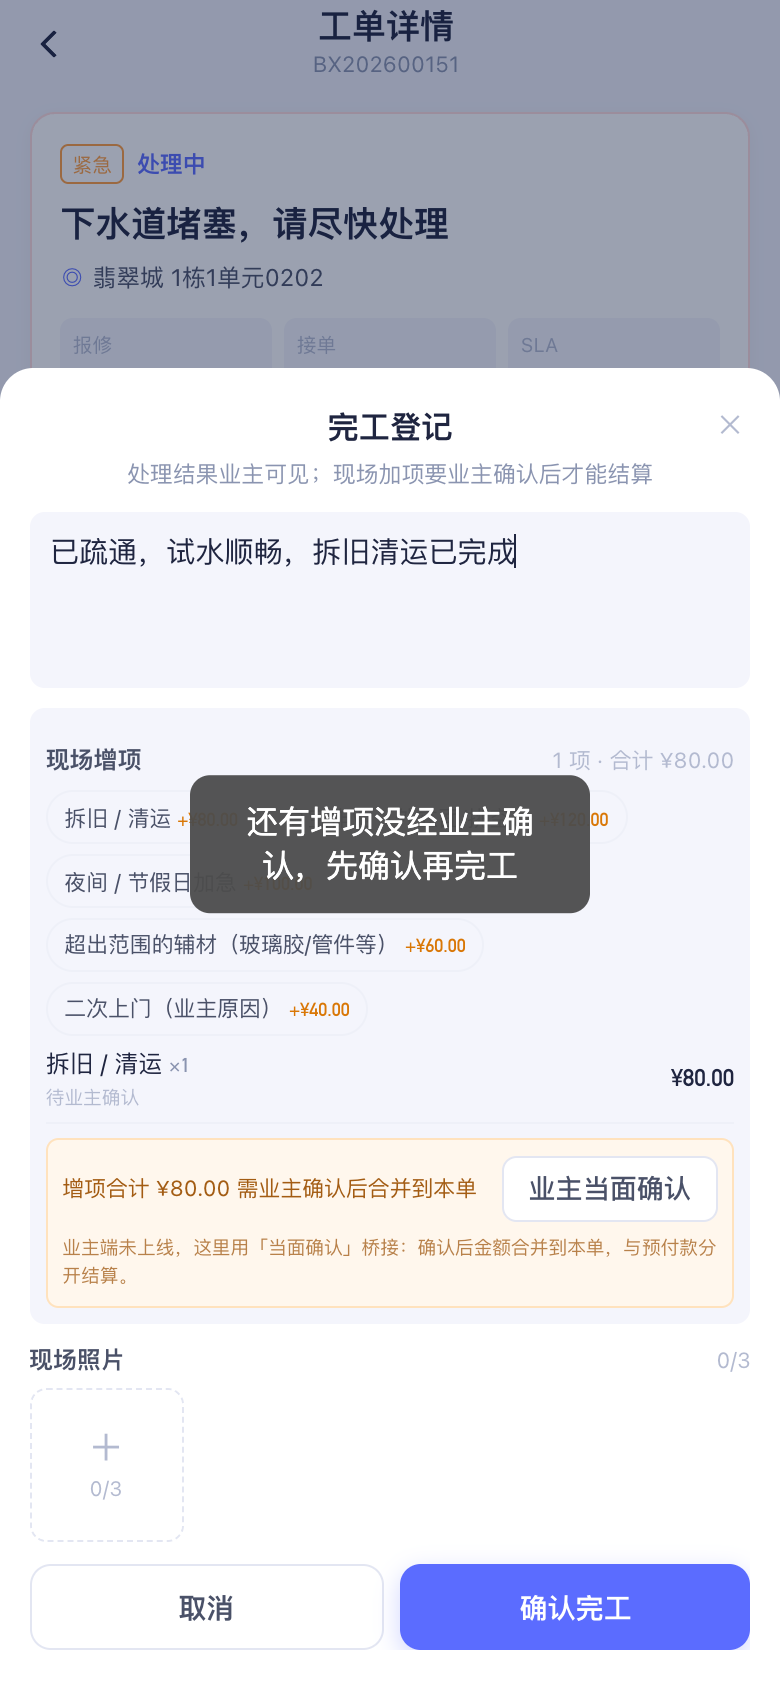 工单详情
BX202600151
紧急 处理中
下水道堵塞，请尽快处理
翡翠城 1栋1单元0202
报修 接单 SLA
完工登记
处理结果业主可见；现场加项要业主确认后才能结算
已疏通，试水顺畅，拆旧清运已完成
现场增项 1 项 · 合计 ¥80.00
拆旧 / 清运 +¥80.00 +¥120.00
还有增项没经业主确
认，先确认再完工
夜间 / 节假日加急 +¥100.00
超出范围的辅材（玻璃胶/管件等） +¥60.00
二次上门（业主原因） +¥40.00
拆旧 / 清运 ×1 ¥80.00
待业主确认
增项合计 ¥80.00 需业主确认后合并到本单 业主当面确认
业主端未上线，这里用「当面确认」桥接：确认后金额合并到本单，与预付款分
开结算。
现场照片 0/3
0/3
取消 确认完工